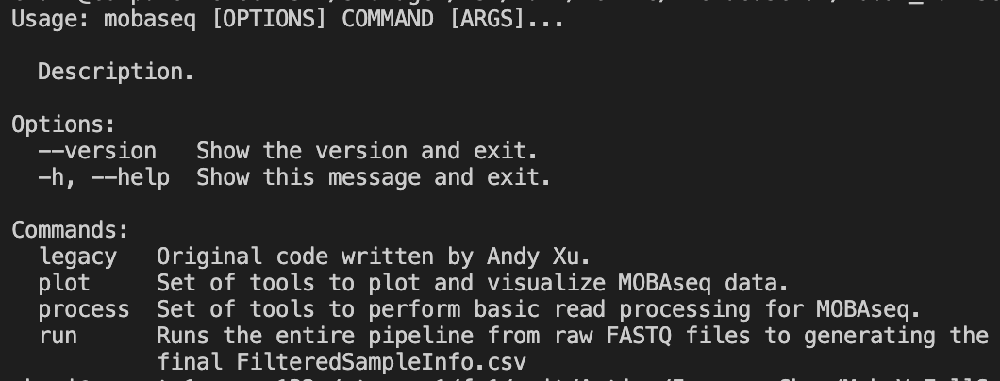 Usage: mobaseq [OPTIONS] COMMAND [ARGS]...
Description.
Options:
--version   Show the version and exit.
-h, --help  Show this message and exit.
Commands:
legacy   Original code written by Andy Xu.
plot     Set of tools to plot and visualize MOBAseq data.
process  Set of tools to perform basic read processing for MOBAseq.
run      Runs the entire pipeline from raw FASTQ files to generating the
final FilteredSampleInfo.csv